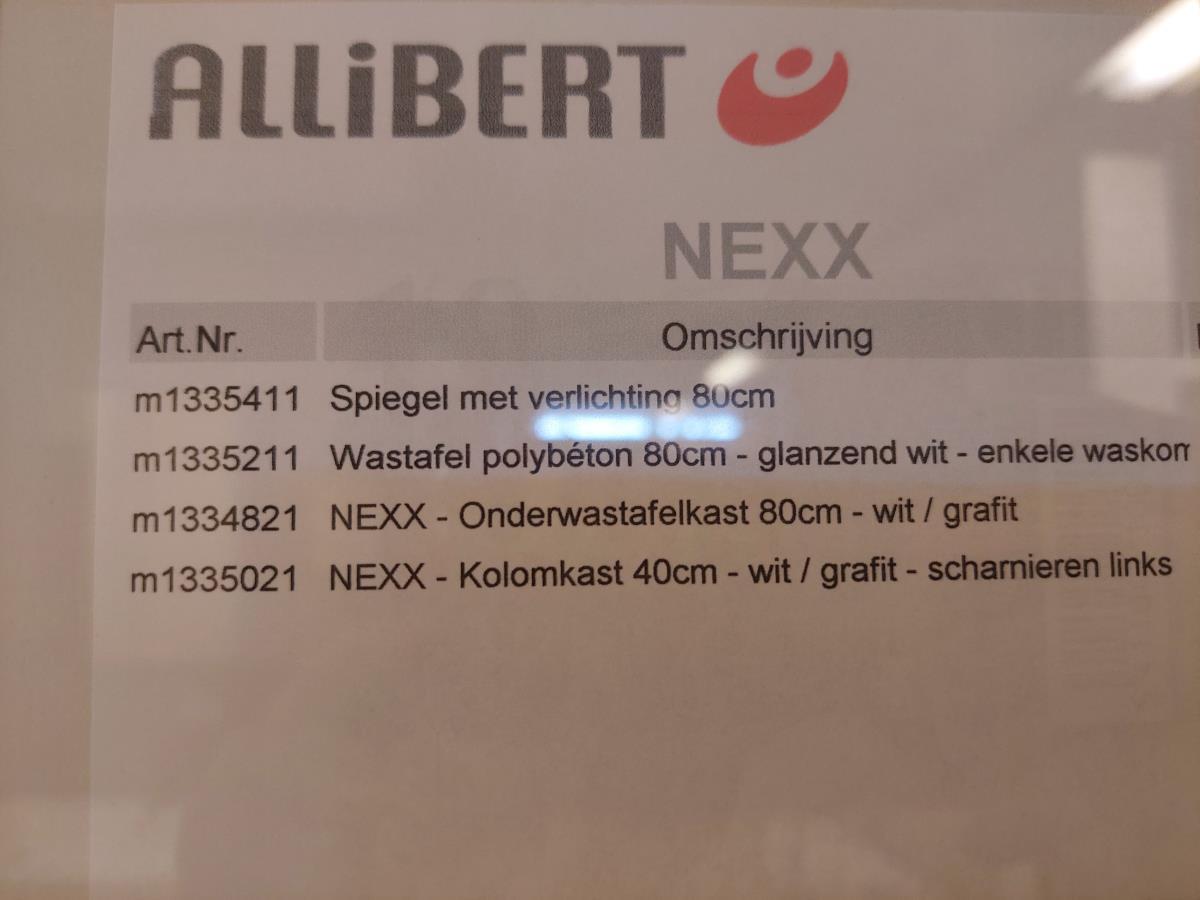 ALLiBERT
NEXX
Art.Nr. Omschrijving
m1335411 Spiegel met verlichting 80cm
m1335211 Wastafel polybéton 80cm - glanzend wit - enkele
m1334821 NEXX - Onderwastafelkast 80cm - wit / grafit
m1335021 NEXX - Kolomkast 40cm - wit / grafit - scharnieren links